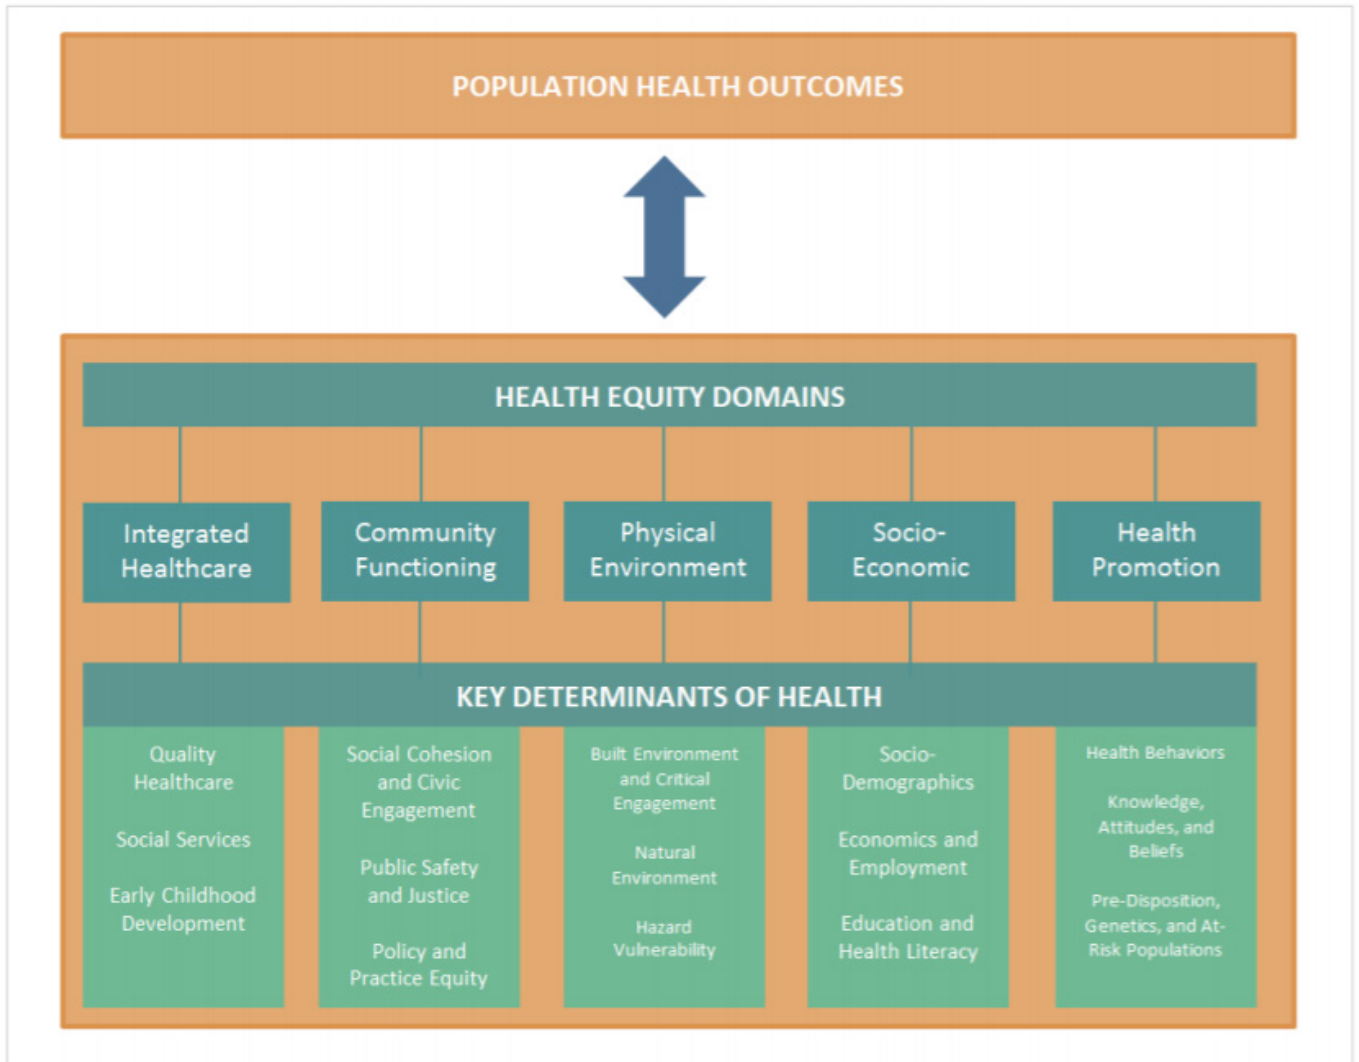 POPULATION HEALTH OUTCOMES
HEALTH EQUITY DOMAINS
Integrated
Healthcare
Community
Functioning
Physical
Environment
Socio-
Economic
Health
Promotion
KEY DETERMINANTS OF HEALTH
Quality
Healthcare
Social Services
Early Childhood
Development
Social Cohesion
and Civic
Engagement
Public Safety
and Justice
Policy and
Practice Equity
Built Environment
and Critical
Engagement
Natural
Environment
Hazard
Vulnerability
Socio-
Demographics
Economics and
Employment
Education and
Health Literacy
Health Behaviors
Knowledge,
Attitudes, and
Beliefs
Pre-Disposition,
Genetics, and At-
Risk Populations